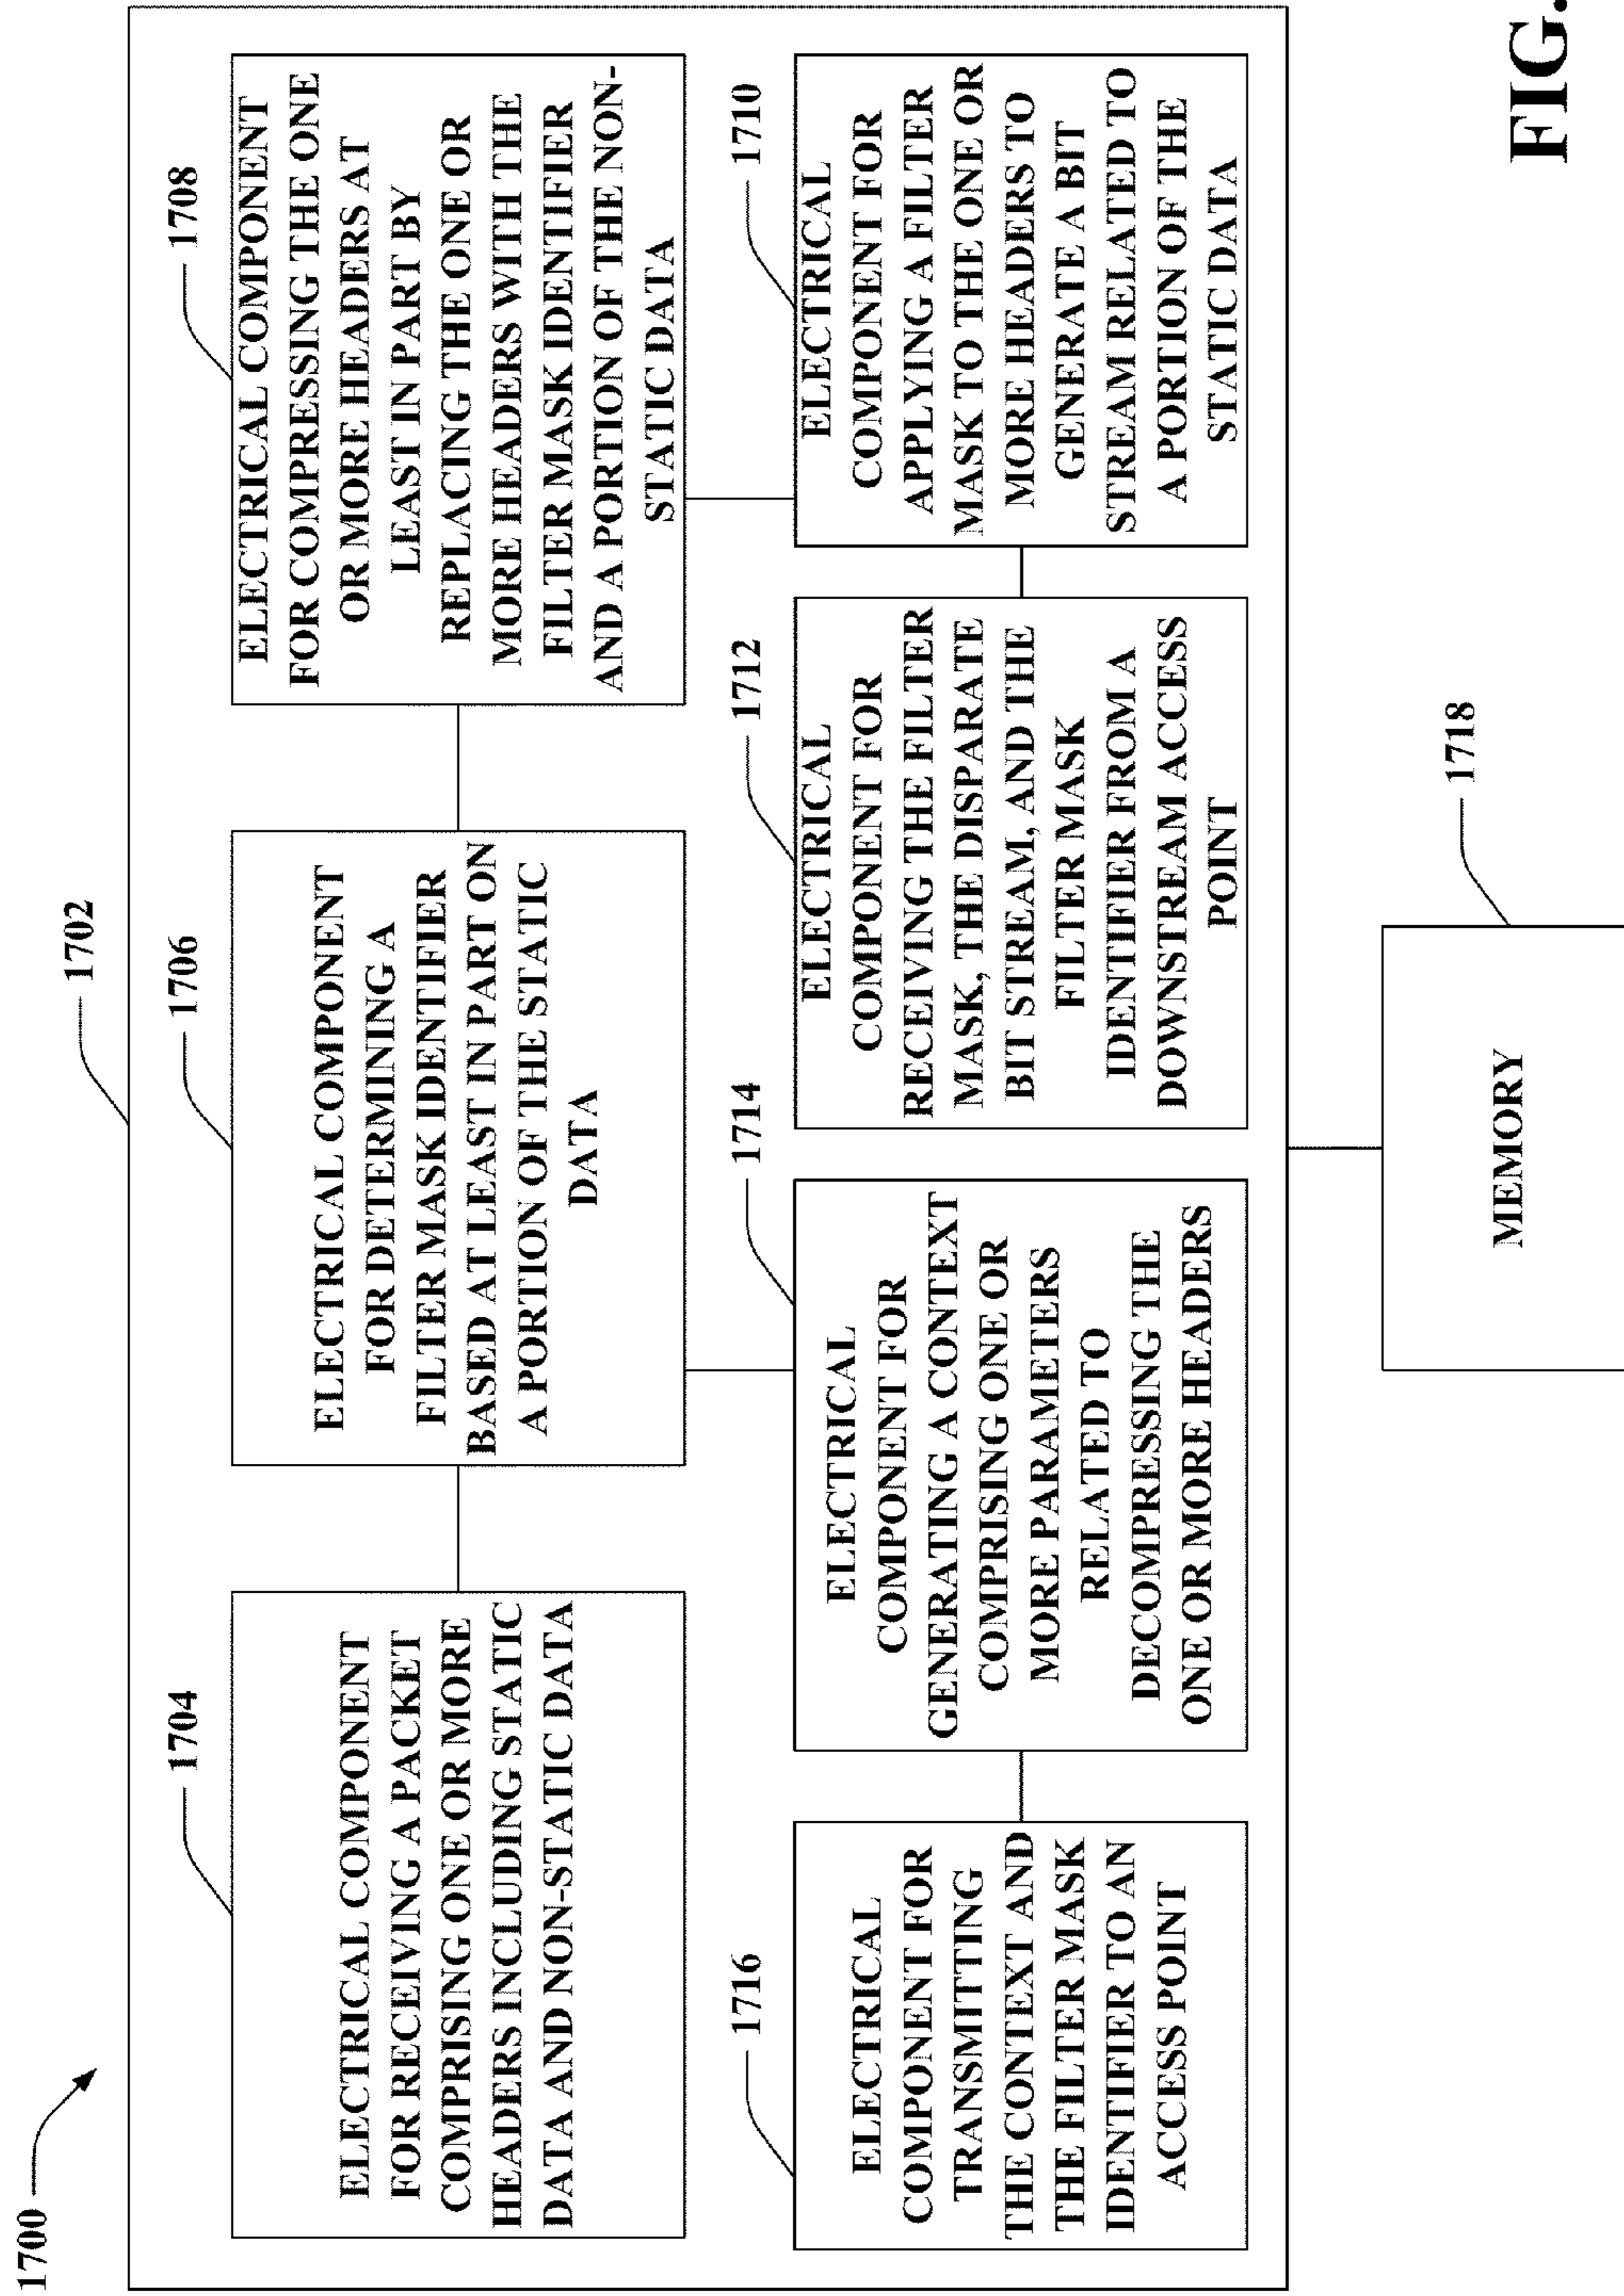 1700
1702
1704
ELECTRICAL COMPONENT
FOR RECEIVING A PACKET
COMPRISING ONE OR MORE
HEADERS INCLUDING STATIC
DATA AND NON-STATIC DATA
1706
ELECTRICAL COMPONENT
FOR DETERMINING A
FILTER MASK IDENTIFIER
BASED AT LEAST IN PART ON
A PORTION OF THE STATIC
DATA
1708
ELECTRICAL COMPONENT
FOR COMPRESSING THE ONE
OR MORE HEADERS AT
LEAST IN PART BY
REPLACING THE ONE OR
MORE HEADERS WITH THE
FILTER MASK IDENTIFIER
AND A PORTION OF THE NON-
STATIC DATA
1716
ELECTRICAL
COMPONENT FOR
TRANSMITTING
THE CONTEXT AND
THE FILTER MASK
IDENTIFIER TO AN
ACCESS POINT
1714
ELECTRICAL
COMPONENT FOR
GENERATING A CONTEXT
COMPRISING ONE OR
MORE PARAMETERS
RELATED TO
DECOMPRESSING THE
ONE OR MORE HEADERS
1712
ELECTRICAL
COMPONENT FOR
RECEIVING THE FILTER
MASK, THE DISPARATE
BIT STREAM, AND THE
FILTER MASK
IDENTIFIER FROM A
DOWNSTREAM ACCESS
POINT
1710
ELECTRICAL
COMPONENT FOR
APPLYING A FILTER
MASK TO THE ONE OR
MORE HEADERS TO
GENERATE A BIT
STREAM RELATED TO
A PORTION OF THE
STATIC DATA
1718
MEMORY
FIG.